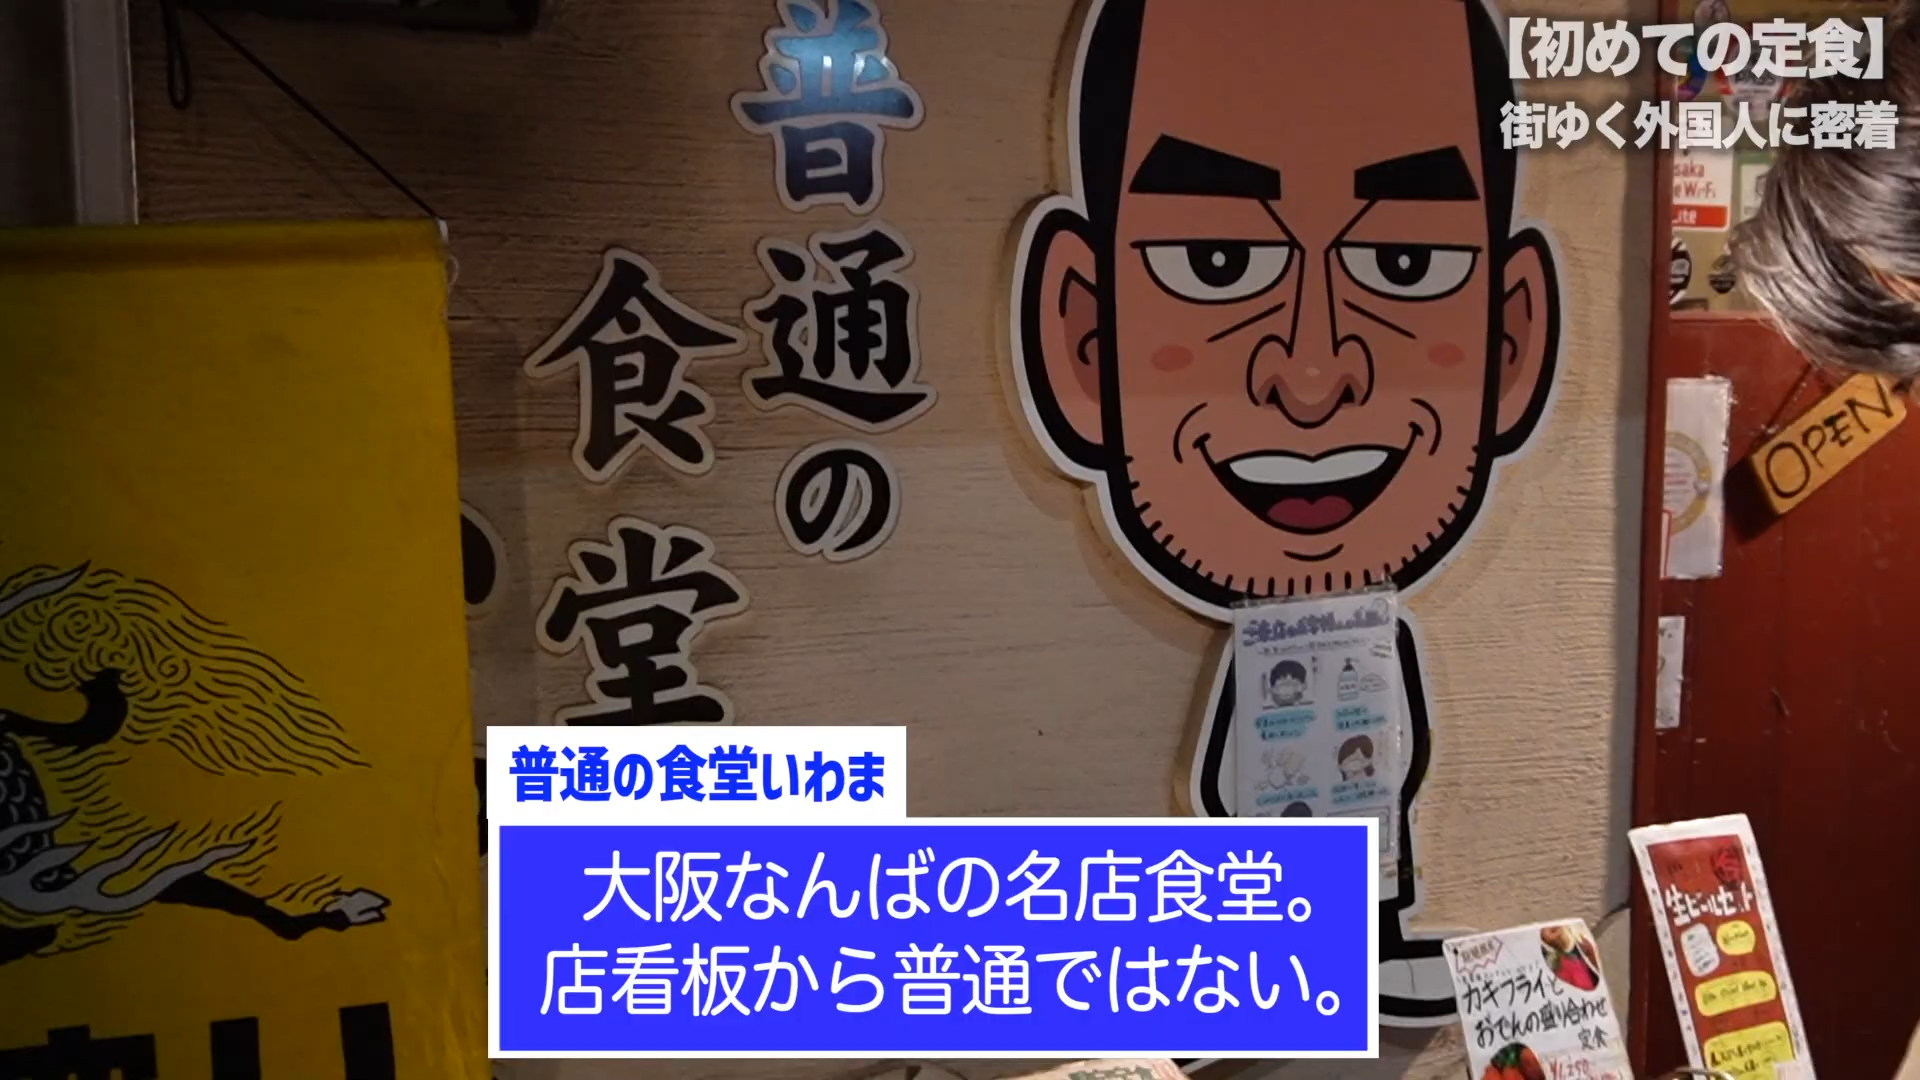 【初めての定食】
街ゆく外国人に密着
普通の
食堂
OPEN
普通の食堂いわま
大阪なんばの名店食堂。
店看板から普通ではない。
生ビールセット
カキフライと
おでんの盛り合わせ
定食
¥1,250